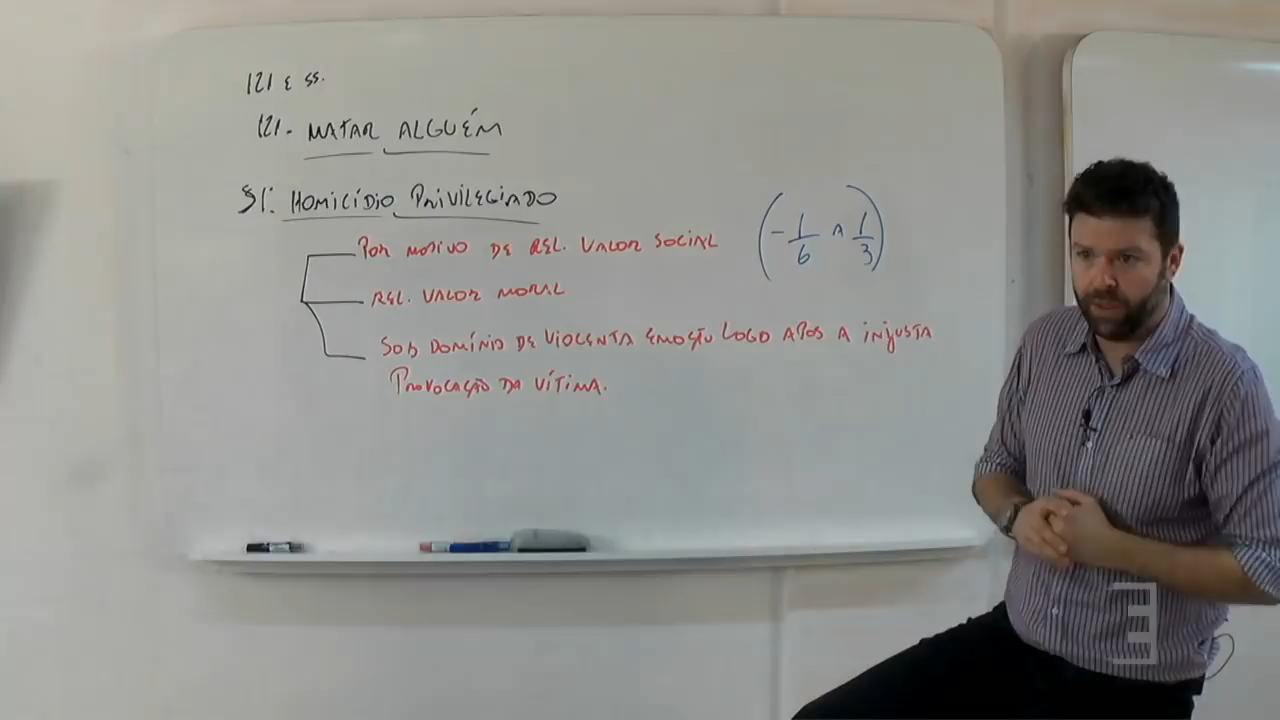 121 E SS.
121- MATAR ALGUÉM
§1: HOMICÍDIO PRIVILEGIADO
POR MOTIVO DE REL. VALOR SOCIAL (- 1/6 A 1/3)
REL. VALOR MORAL
SOB DOMÍNIO DE VIOLENTA EMOÇÃO LOGO APÓS A INJUSTA
PROVOCAÇÃO DA VÍTIMA.
E